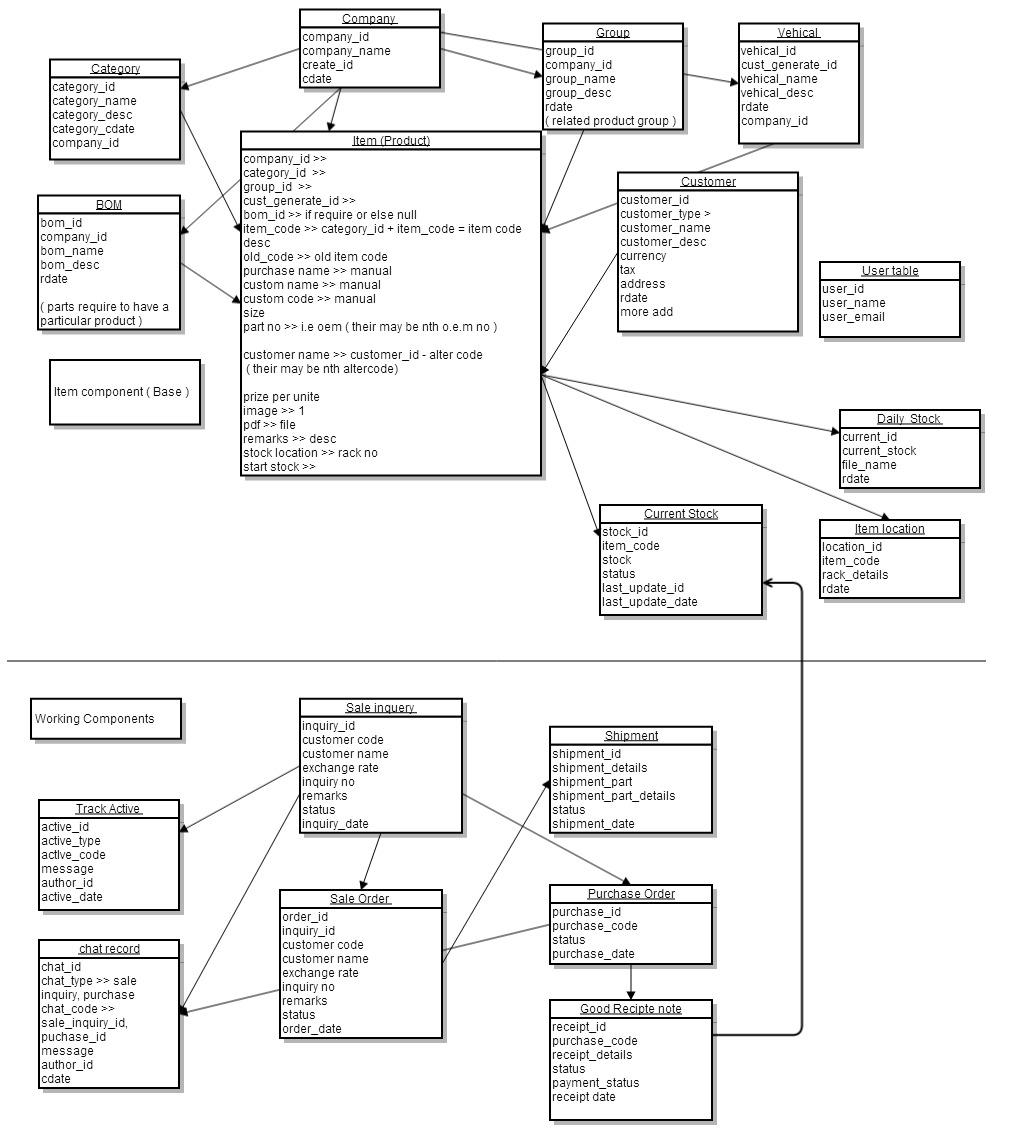 Company
company_id
company_name
create_id
cdate
Group
group_id
company_id
group_name
group_desc
rdate
( related product group )
Vehical
vehical_id
cust_generate_id
vehical_name
vehical_desc
rdate
company_id
Category
category_id
category_name
category_desc
category_cdate
company_id
Item (Product)
company_id >>
category_id >>
group_id >>
cust_generate_id >>
bom_id >> if require or else null
item_code >> category_id + item_code = item code
desc
old_code >> old item code
purchase name >> manual
custom name >> manual
custom code >> manual
size
part no >> i.e oem ( their may be nth o.e.m no )
customer name >> customer_id - alter code
( their may be nth altercode)
prize per unite
image >> 1
pdf >> file
remarks >> desc
stock location >> rack no
start stock >>
BOM
bom_id
company_id
bom_name
bom_desc
rdate
( parts require to have a
particular product )
Customer
customer_id
customer_type >
customer_name
customer_desc
currency
tax
address
rdate
more add
User table
user_id
user_name
user_email
Item component ( Base )
Daily Stock
current_id
current_stock
file_name
rdate
Current Stock
stock_id
item_code
stock
status
last_update_id
last_update_date
Item location
location_id
item_code
rack_details
rdate
Working Components
Sale inquery
inquiry_id
customer code
customer name
exchange rate
inquiry no
remarks
status
inquiry_date
Shipment
shipment_id
shipment_details
shipment_part
shipment_part_details
status
shipment_date
Track Active
active_id
active_type
active_code
message
author_id
active_date
Sale Order
order_id
inquiry_id
customer code
customer name
exchange rate
inquiry no
remarks
status
order_date
Purchase Order
purchase_id
purchase_code
status
purchase_date
chat record
chat_id
chat_type >> sale
inquiry, purchase
chat_code >>
sale_inquiry_id,
puchase_id
message
author_id
cdate
Good Recipte note
receipt_id
purchase_code
receipt_details
status
payment_status
receipt date